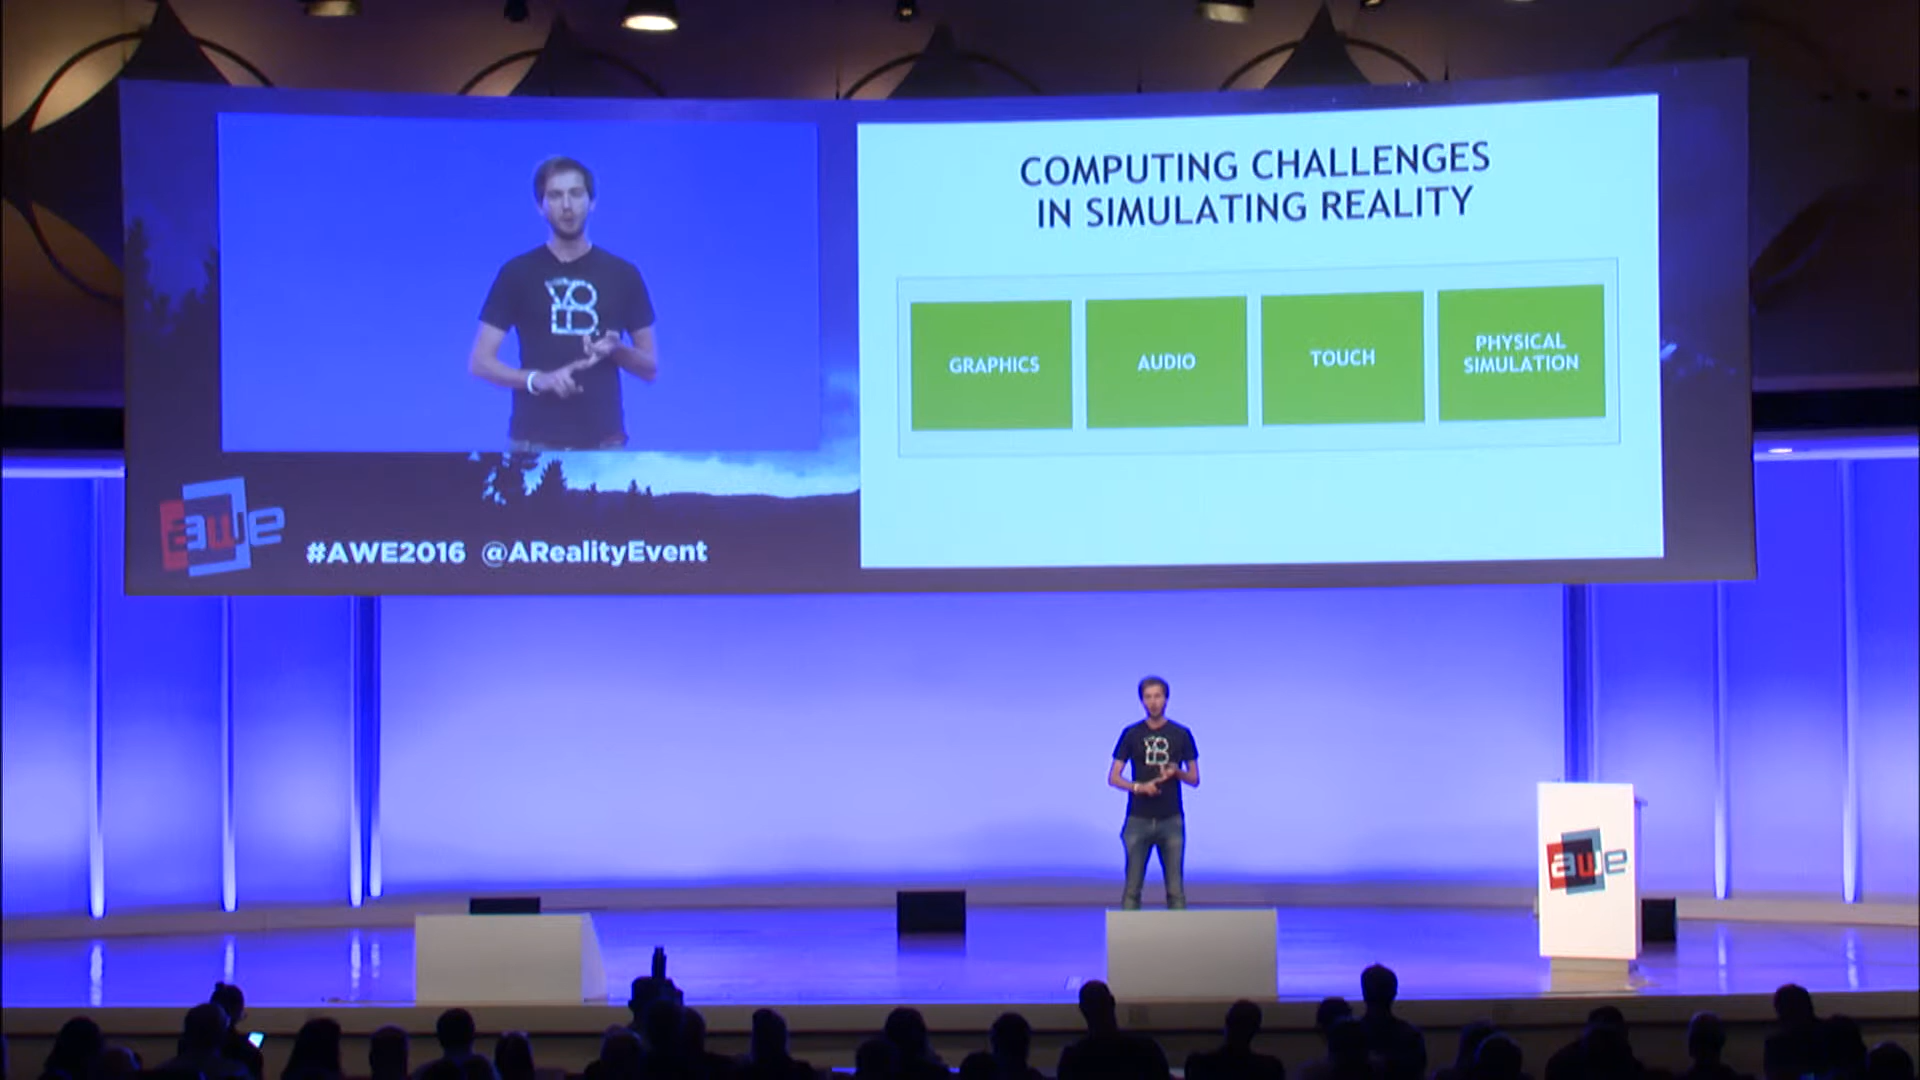 COMPUTING CHALLENGES
IN SIMULATING REALITY
GRAPHICS
AUDIO
TOUCH
PHYSICAL
SIMULATION
awe
#AWE2016 @ARealityEvent
awe